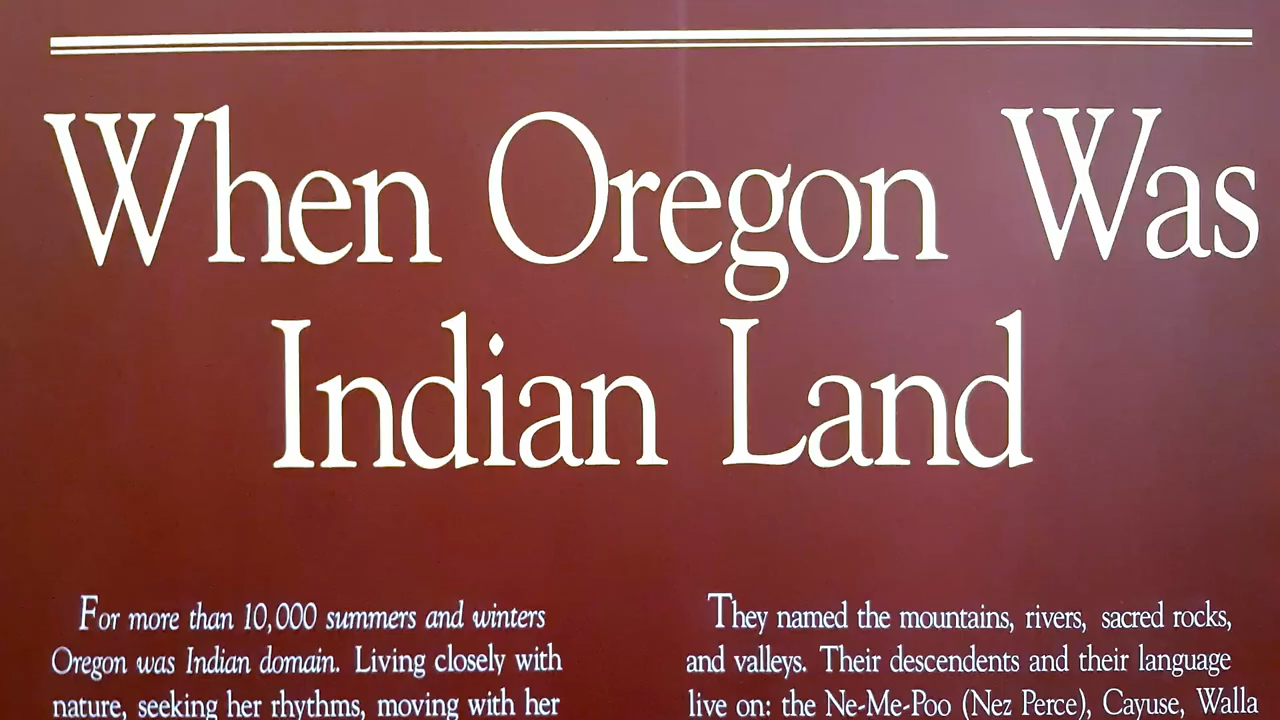 When Oregon Was
Indian Land
For more than 10,000 summers and winters
Oregon was Indian domain. Living closely with
nature, seeking her rhythms, moving with her
They named the mountains, rivers, sacred rocks,
and valleys. Their descendents and their language
live on: the Ne-Me-Poo (Nez Perce), Cayuse, Walla